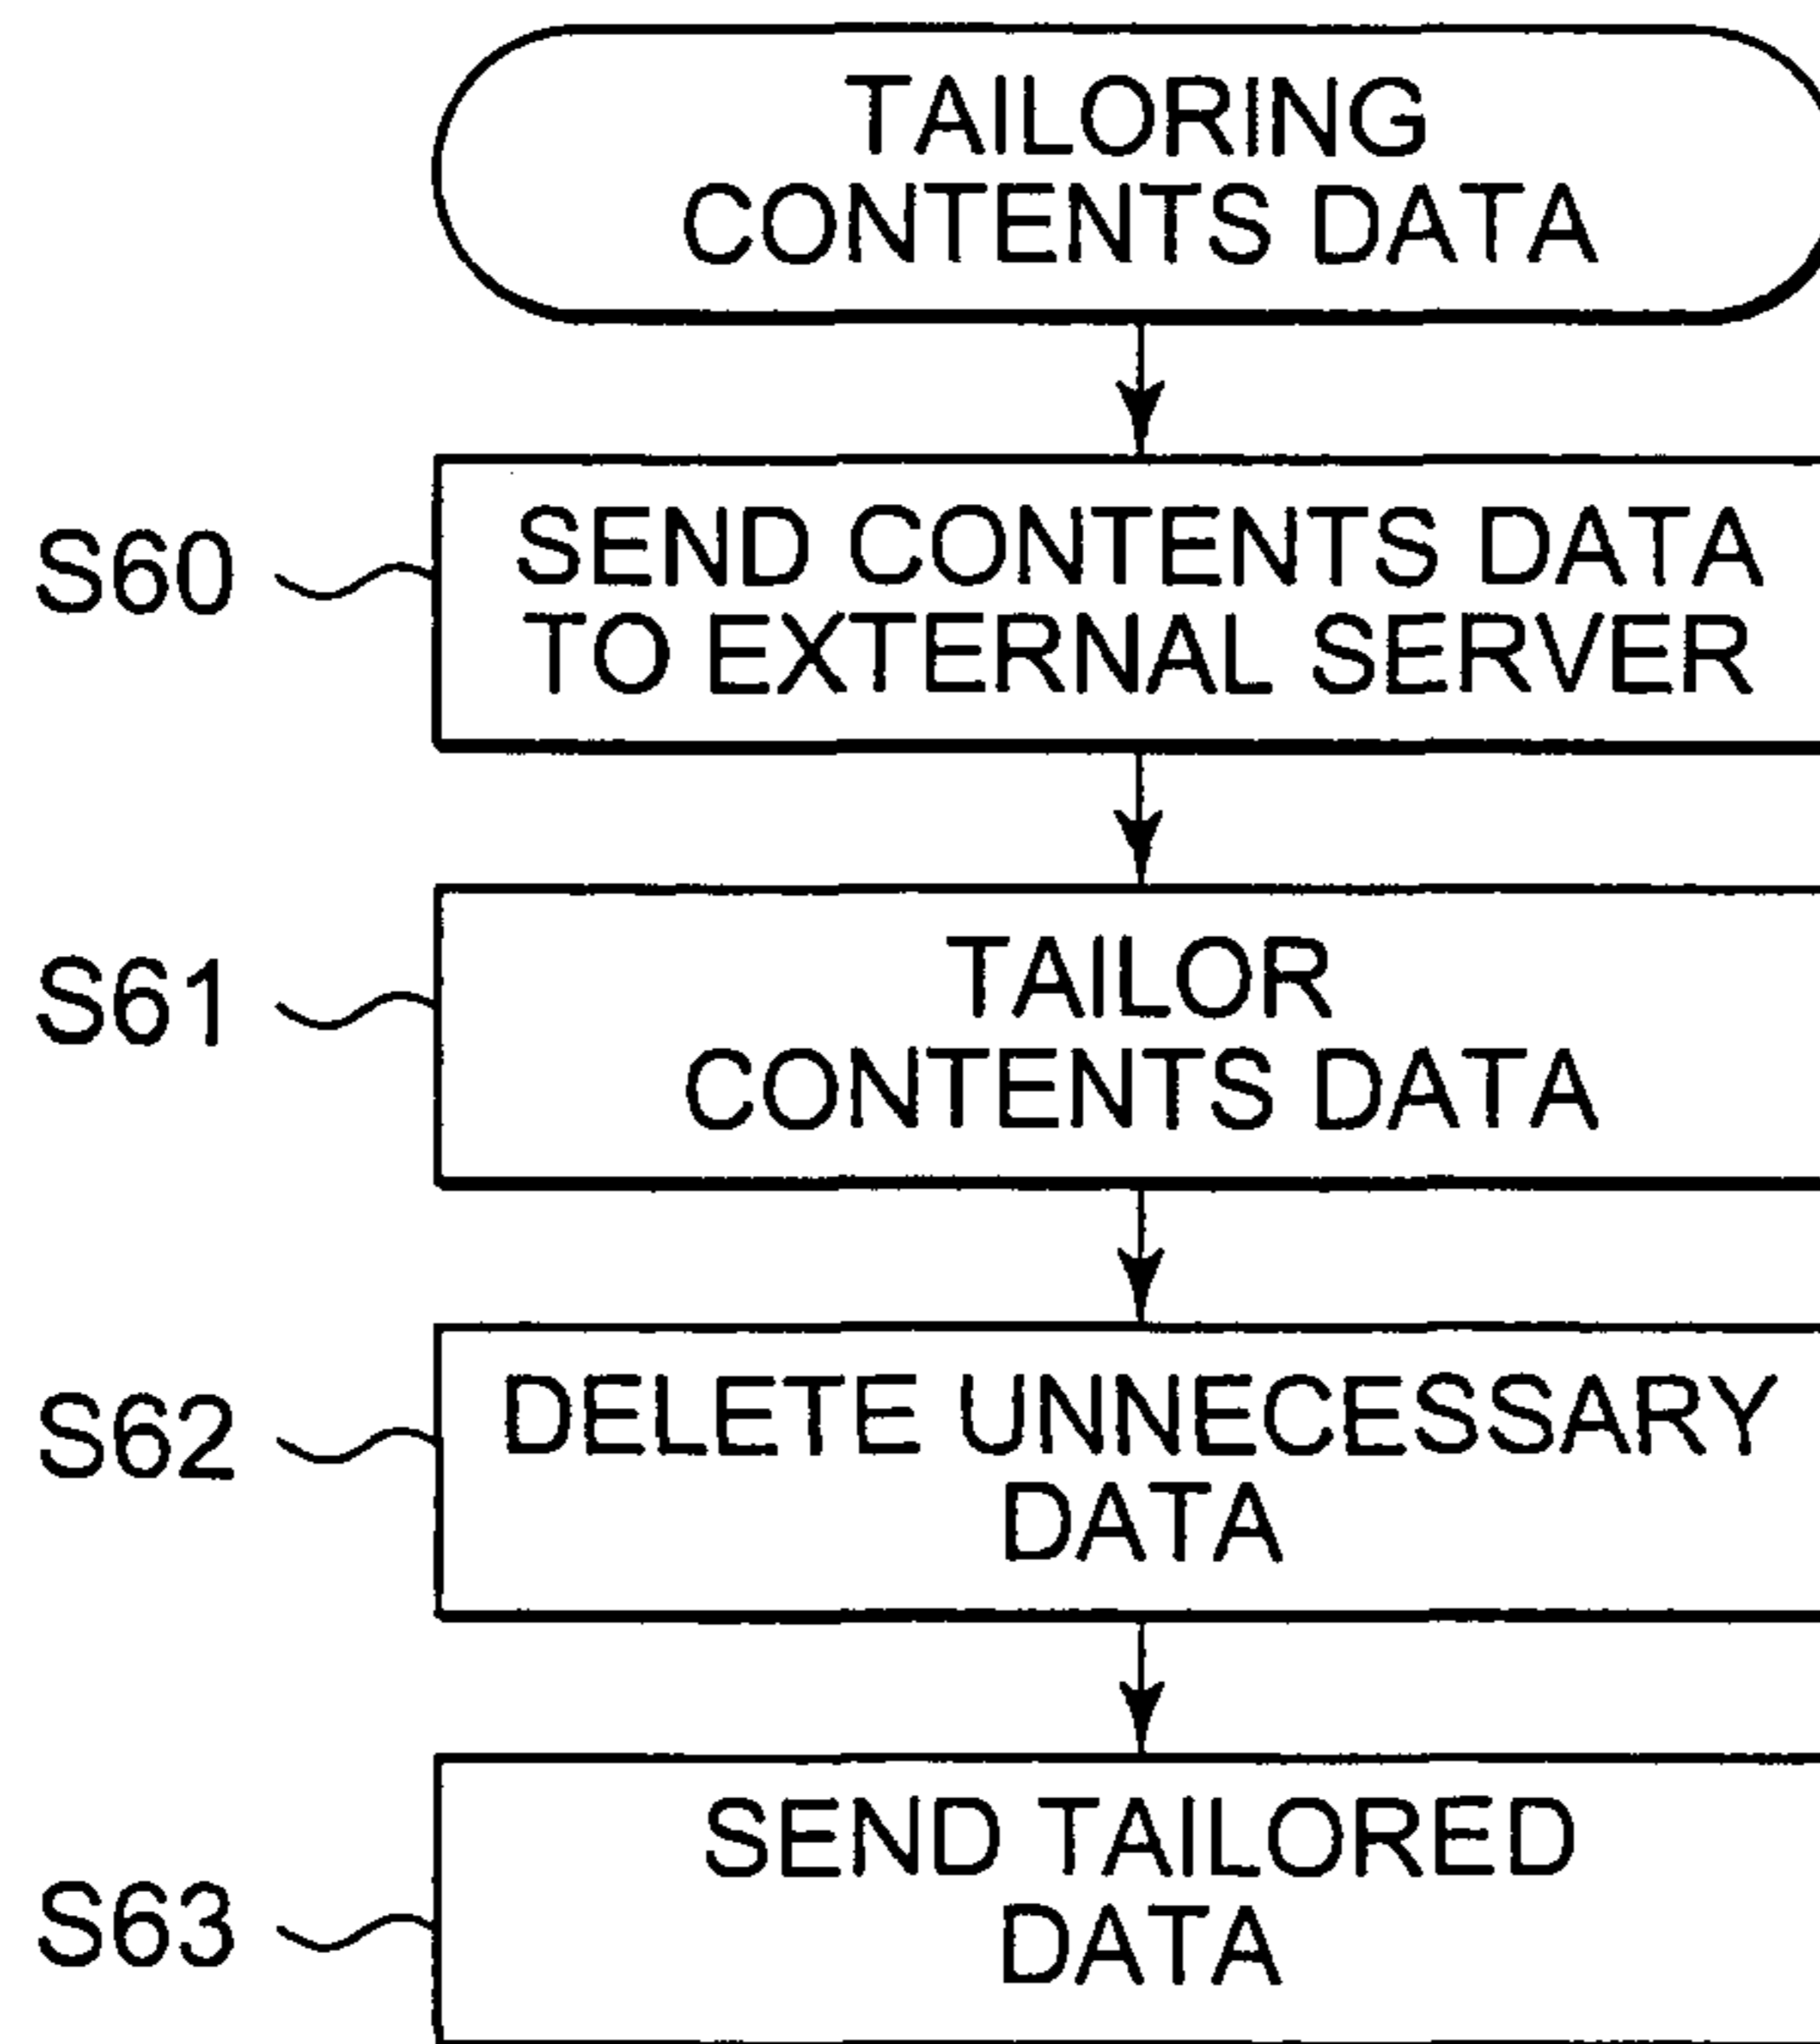 TAILORING
CONTENTS DATA
S60
SEND CONTENTS DATA
TO EXTERNAL SERVER
S61
TAILOR
CONTENTS DATA
S62
DELETE UNNECESSARY
DATA
S63
SEND TAILORED
DATA